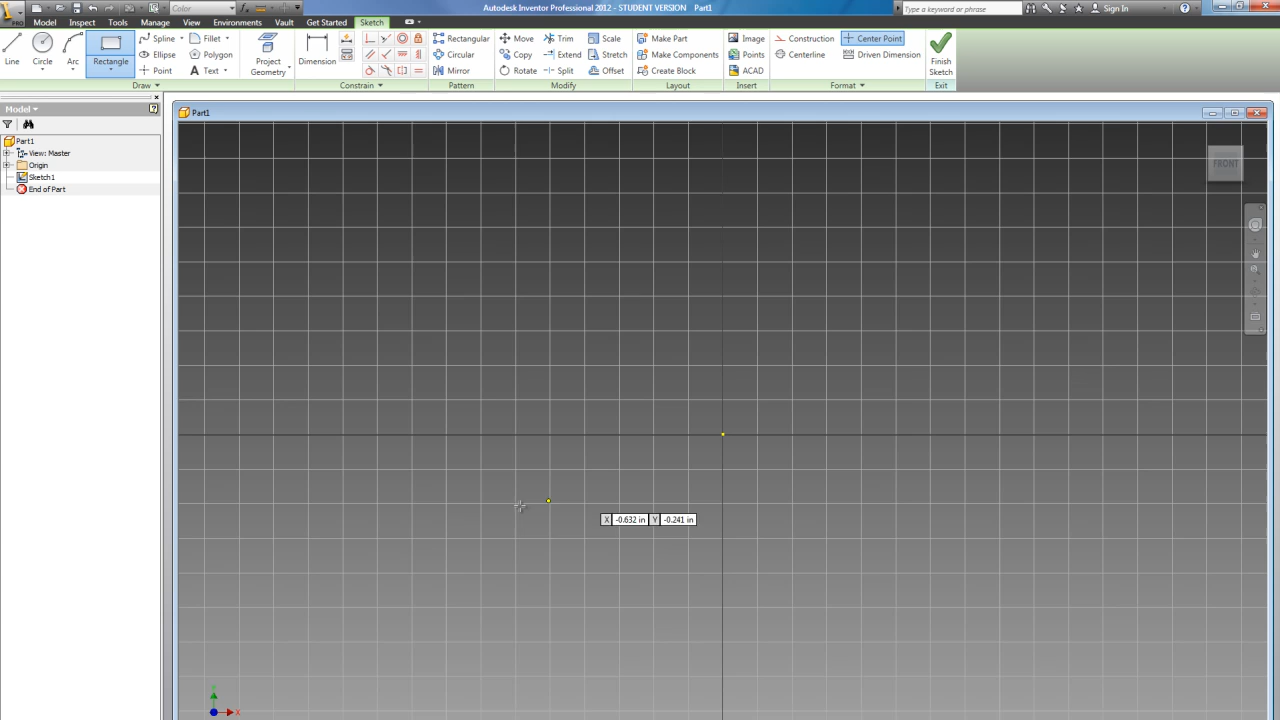 Color Autodesk Inventor Professional 2012 - STUDENT VERSION Part1 Type a keyword or phrase Sign In
PRO Model Inspect Tools Manage View Environments Vault Get Started Sketch
Line Circle Arc Rectangle Spline Fillet Project Geometry Dimension Rectangular Move Trim Scale Make Part Image Construction Center Point Finish Sketch
Ellipse Polygon Circular Copy Extend Stretch Make Components Points Centerline Driven Dimension
Point Text Mirror Rotate Split Offset Create Block ACAD
Draw Constrain Pattern Modify Layout Insert Format Exit
Model
Part1
Part1
View: Master
Origin
Sketch1
End of Part
FRONT
X -0.632 in Y -0.241 in
Y
X